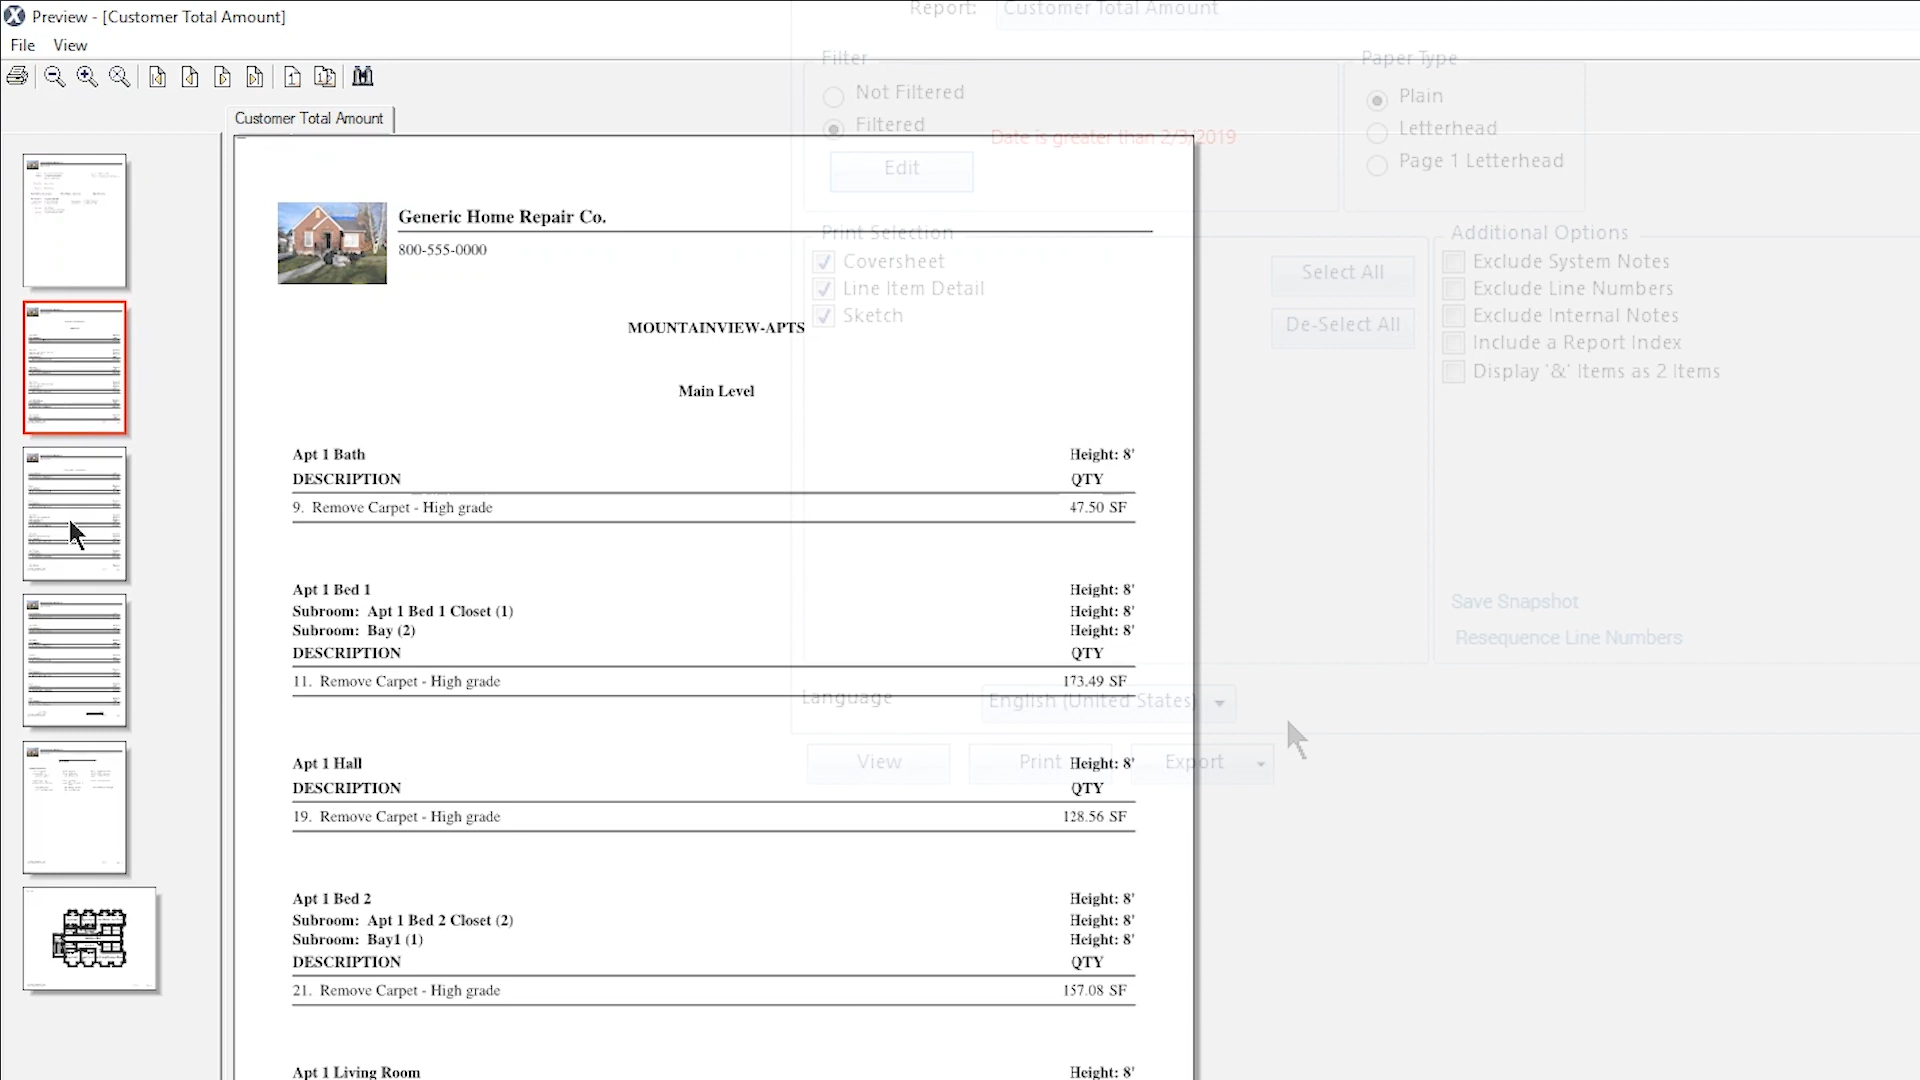 Preview - [Customer Total Amount]
File View
Customer Total Amount
Generic Home Repair Co.
800-555-0000
MOUNTAINVIEW-APTS
Main Level
Apt 1 Bath Height: 8'
DESCRIPTION QTY
9. Remove Carpet - High grade 47.50 SF
Apt 1 Bed 1 Height: 8'
Subroom: Apt 1 Bed 1 Closet (1) Height: 8'
Subroom: Bay (2) Height: 8'
DESCRIPTION QTY
11. Remove Carpet - High grade 173.49 SF
Apt 1 Hall Height: 8'
DESCRIPTION QTY
19. Remove Carpet - High grade 128.56 SF
Apt 1 Bed 2 Height: 8'
Subroom: Apt 1 Bed 2 Closet (2) Height: 8'
Subroom: Bay1 (1) Height: 8'
DESCRIPTION QTY
21. Remove Carpet - High grade 157.08 SF
Apt 1 Living Room Height: 8'
Report: Customer Total Amount
Filter
Not Filtered
Filtered
Date is greater than 2/3/2019
Edit
Paper Type
Plain
Letterhead
Page 1 Letterhead
Print Selection
Coversheet
Line Item Detail
Sketch
Select All
De-Select All
Additional Options
Exclude System Notes
Exclude Line Numbers
Exclude Internal Notes
Include a Report Index
Display '&' Items as 2 Items
Save Snapshot
Resequence Line Numbers
Language English (United States)
View Print Export